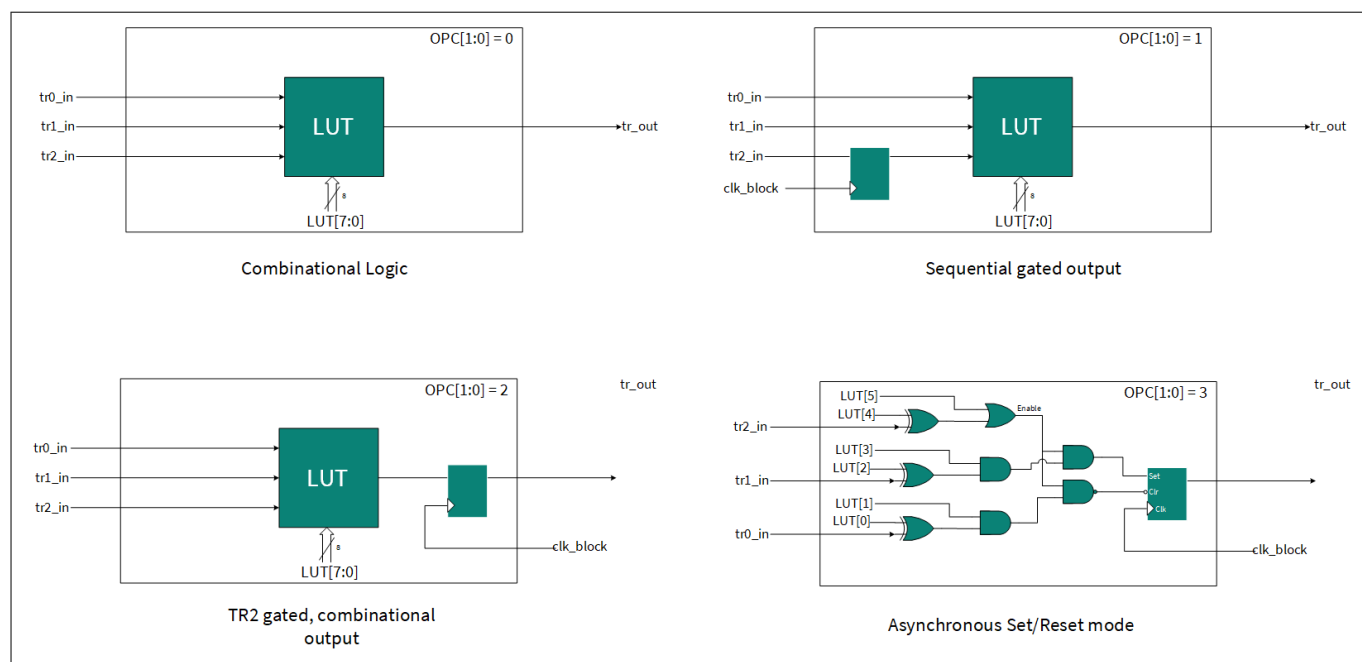 OPC[1:0] = 0
tr0_in
tr1_in
tr2_in
LUT
tr_out
8
LUT[7:0]
Combinational Logic
OPC[1:0] = 1
tr0_in
tr1_in
tr2_in
clk_block
LUT
tr_out
8
LUT[7:0]
Sequential gated output
OPC[1:0] = 2
tr_out
tr0_in
tr1_in
tr2_in
LUT
8
LUT[7:0]
clk_block
TR2 gated, combinational
output
OPC[1:0] = 3
tr_out
LUT[5]
LUT[4]
Enable
tr2_in
LUT[3]
LUT[2]
tr1_in
LUT[1]
LUT[0]
tr0_in
Set
Clr
Clk
clk_block
Asynchronous Set/Reset mode